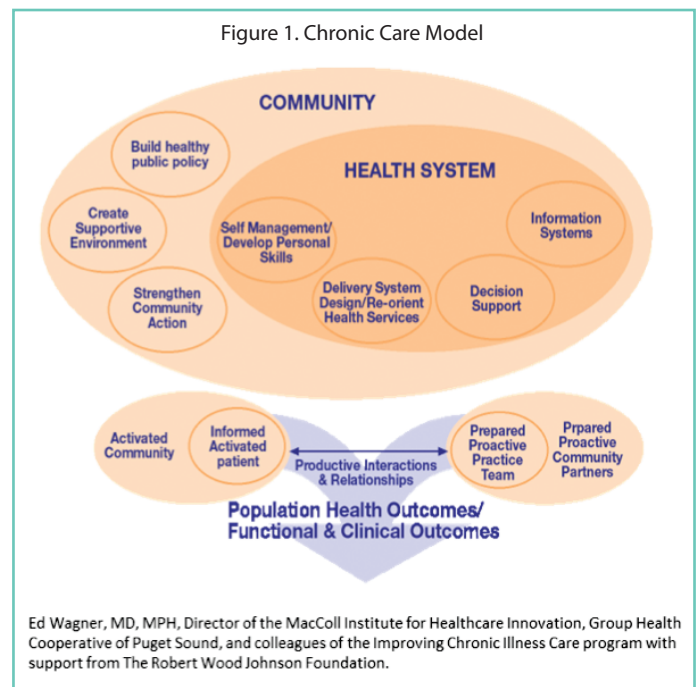 Figure 1. Chronic Care Model
COMMUNITY
Build healthy
public policy
HEALTH SYSTEM
Create
Supportive
Environment
Self Management/
Develop Personal
Skills
Information
Systems
Strengthen
Community
Action
Delivery System
Design/Re-orient
Health Services
Decision
Support
Activated
Community
Informed
Activated
patient
Productive Interactions
& Relationships
Prepared
Proactive
Practice
Team
Prpared
Proactive
Community
Partners
Population Health Outcomes/
Functional & Clinical Outcomes
Ed Wagner, MD, MPH, Director of the MacColl Institute for Healthcare Innovation, Group Health
Cooperative of Puget Sound, and colleagues of the Improving Chronic Illness Care program with
support from The Robert Wood Johnson Foundation.